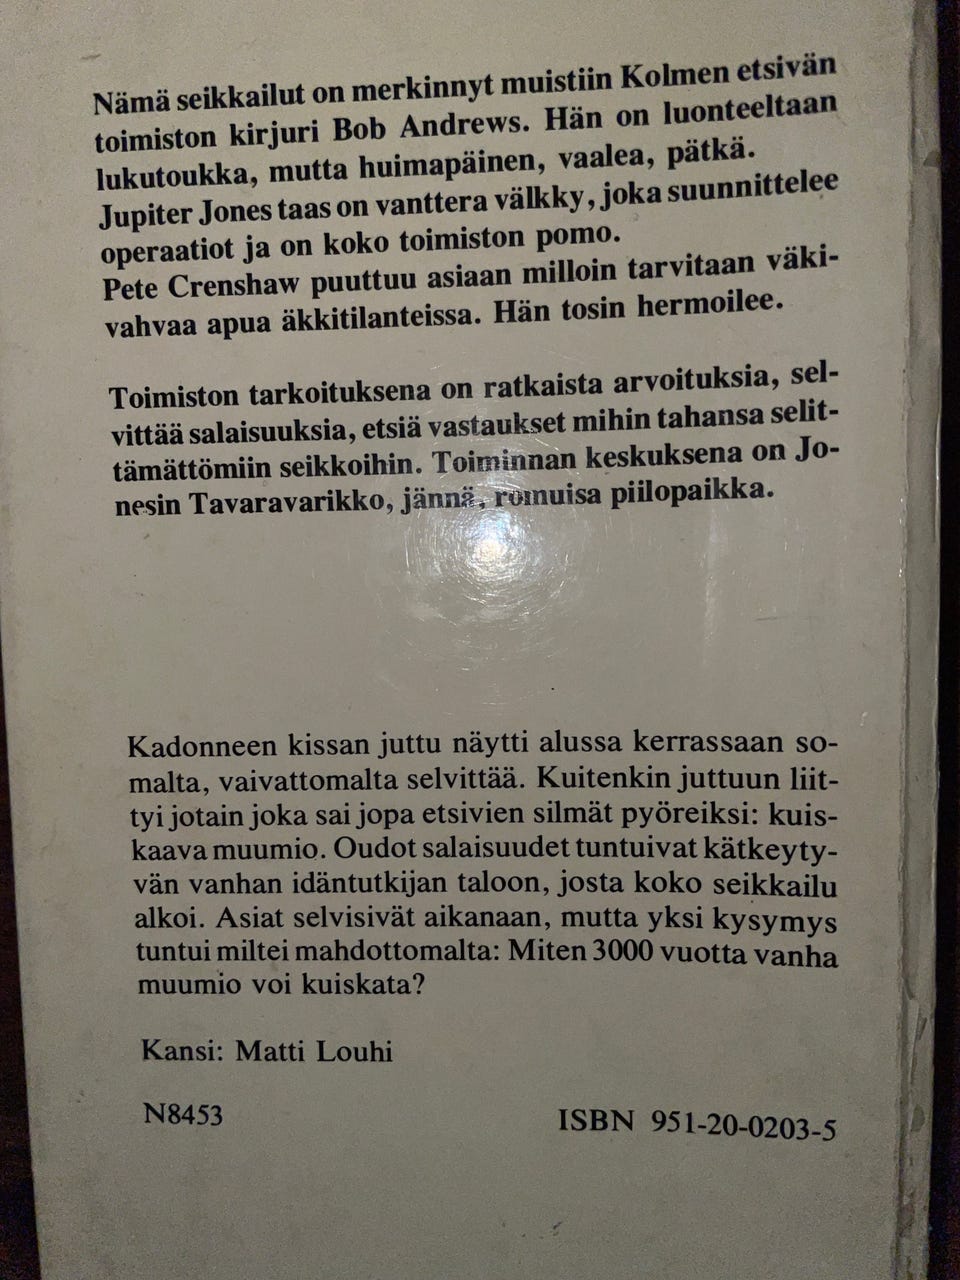 Nämä seikkailut on merkinnyt muistiin Kolmen etsivän
toimiston kirjuri Bob Andrews. Hän on luonteeltaan
lukutoukka, mutta huimapäinen, vaalea, pätkä.
Jupiter Jones taas on vanttera välkky, joka suunnittelee
operaatiot ja on koko toimiston pomo.
Pete Crenshaw puuttuu asiaan milloin tarvitaan väki-
vahvaa apua äkkitilanteissa. Hän tosin hermoilee.
Toimiston tarkoituksena on ratkaista arvoituksia, sel-
vittää salaisuuksia, etsiä vastaukset mihin tahansa selit-
tämättömiin seikkoihin. Toiminnan keskuksena on Jo-
nesin Tavaravarikko, jännä, romuisa piilopaikka.
Kadonneen kissan juttu näytti alussa kerrassaan so-
malta, vaivattomalta selvittää. Kuitenkin juttuun liit-
tyi jotain joka sai jopa etsivien silmät pyöreiksi: kuis-
kaava muumio. Oudot salaisuudet tuntuivat kätkeyty-
vän vanhan idäntutkijan taloon, josta koko seikkailu
alkoi. Asiat selvisivät aikanaan, mutta yksi kysymys
tuntui miltei mahdottomalta: Miten 3000 vuotta vanha
muumio voi kuiskata?
Kansi: Matti Louhi
N8453
ISBN 951-20-0203-5